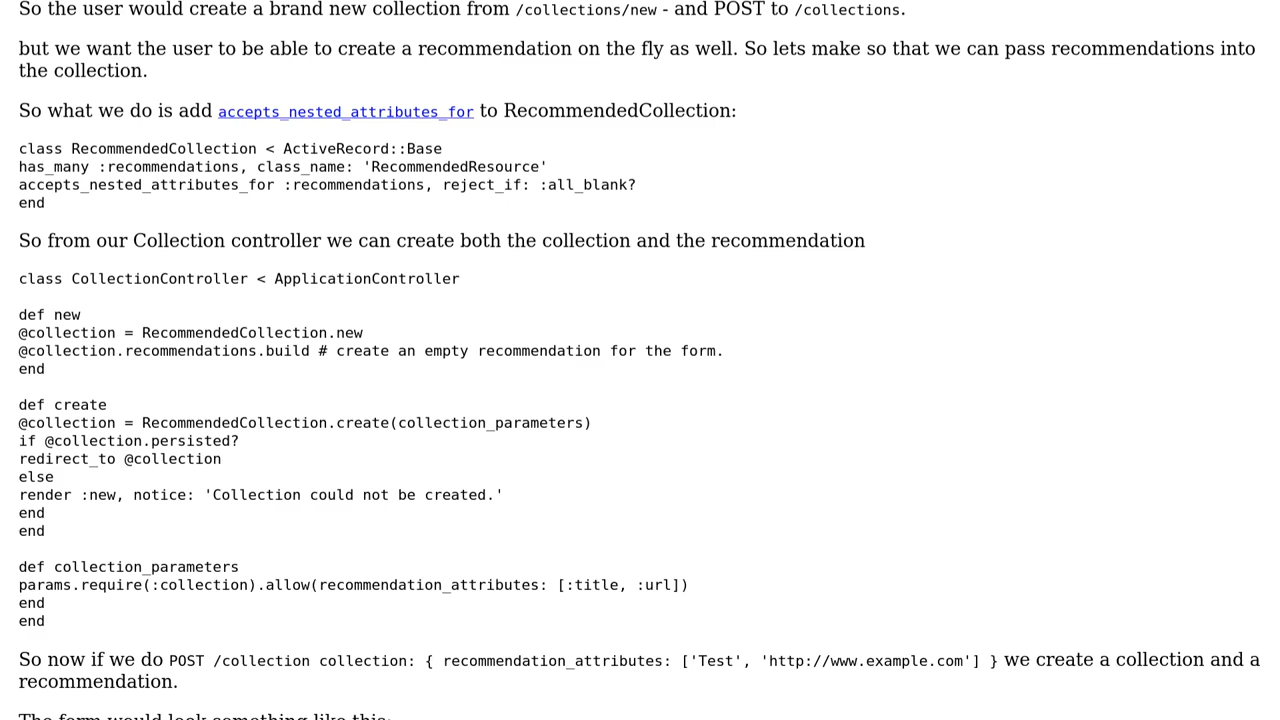 So the user would create a brand new collection from /collections/new - and POST to /collections.
but we want the user to be able to create a recommendation on the fly as well. So lets make so that we can pass recommendations into
the collection.
So what we do is add accepts_nested_attributes_for to RecommendedCollection:
class RecommendedCollection < ActiveRecord::Base
has_many :recommendations, class_name: 'RecommendedResource'
accepts_nested_attributes_for :recommendations, reject_if: :all_blank?
end
So from our Collection controller we can create both the collection and the recommendation
class CollectionController < ApplicationController
def new
@collection = RecommendedCollection.new
@collection.recommendations.build # create an empty recommendation for the form.
end
def create
@collection = RecommendedCollection.create(collection_parameters)
if @collection.persisted?
redirect_to @collection
else
render :new, notice: 'Collection could not be created.'
end
end
def collection_parameters
params.require(:collection).allow(recommendation_attributes: [:title, :url])
end
end
So now if we do POST /collection collection: { recommendation_attributes: ['Test', 'http://www.example.com'] } we create a collection and a
recommendation.
The form would look something like this: